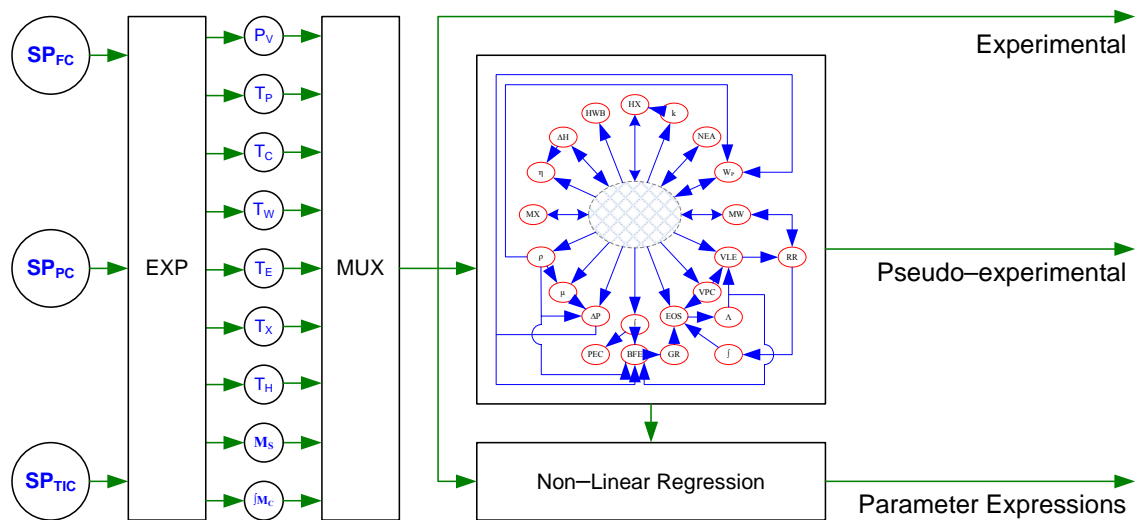 SP_FC
SP_PC
SP_TIC
EXP
P_V
T_P
T_C
T_W
T_E
T_X
T_H
M_S
∫M_C
MUX
HX
HWB
k
ΔH
NEA
η
W_P
MX
MW
ρ
VLE
RR
μ
VPC
ΔP
∫
EOS
Λ
PEC
BFE
GR
∫
Non–Linear Regression
Experimental
Pseudo–experimental
Parameter Expressions